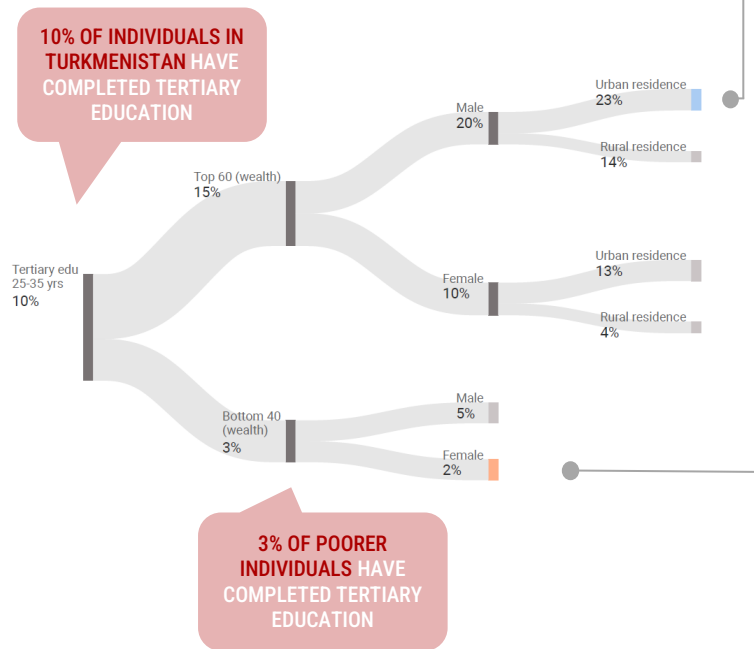 10% OF INDIVIDUALS IN
TURKMENISTAN HAVE
COMPLETED TERTIARY
EDUCATION
Tertiary edu
25-35 yrs
10%
Top 60 (wealth)
15%
Male
20%
Urban residence
23%
Rural residence
14%
Female
10%
Urban residence
13%
Rural residence
4%
Bottom 40
(wealth)
3%
Male
5%
Female
2%
3% OF POORER
INDIVIDUALS HAVE
COMPLETED TERTIARY
EDUCATION